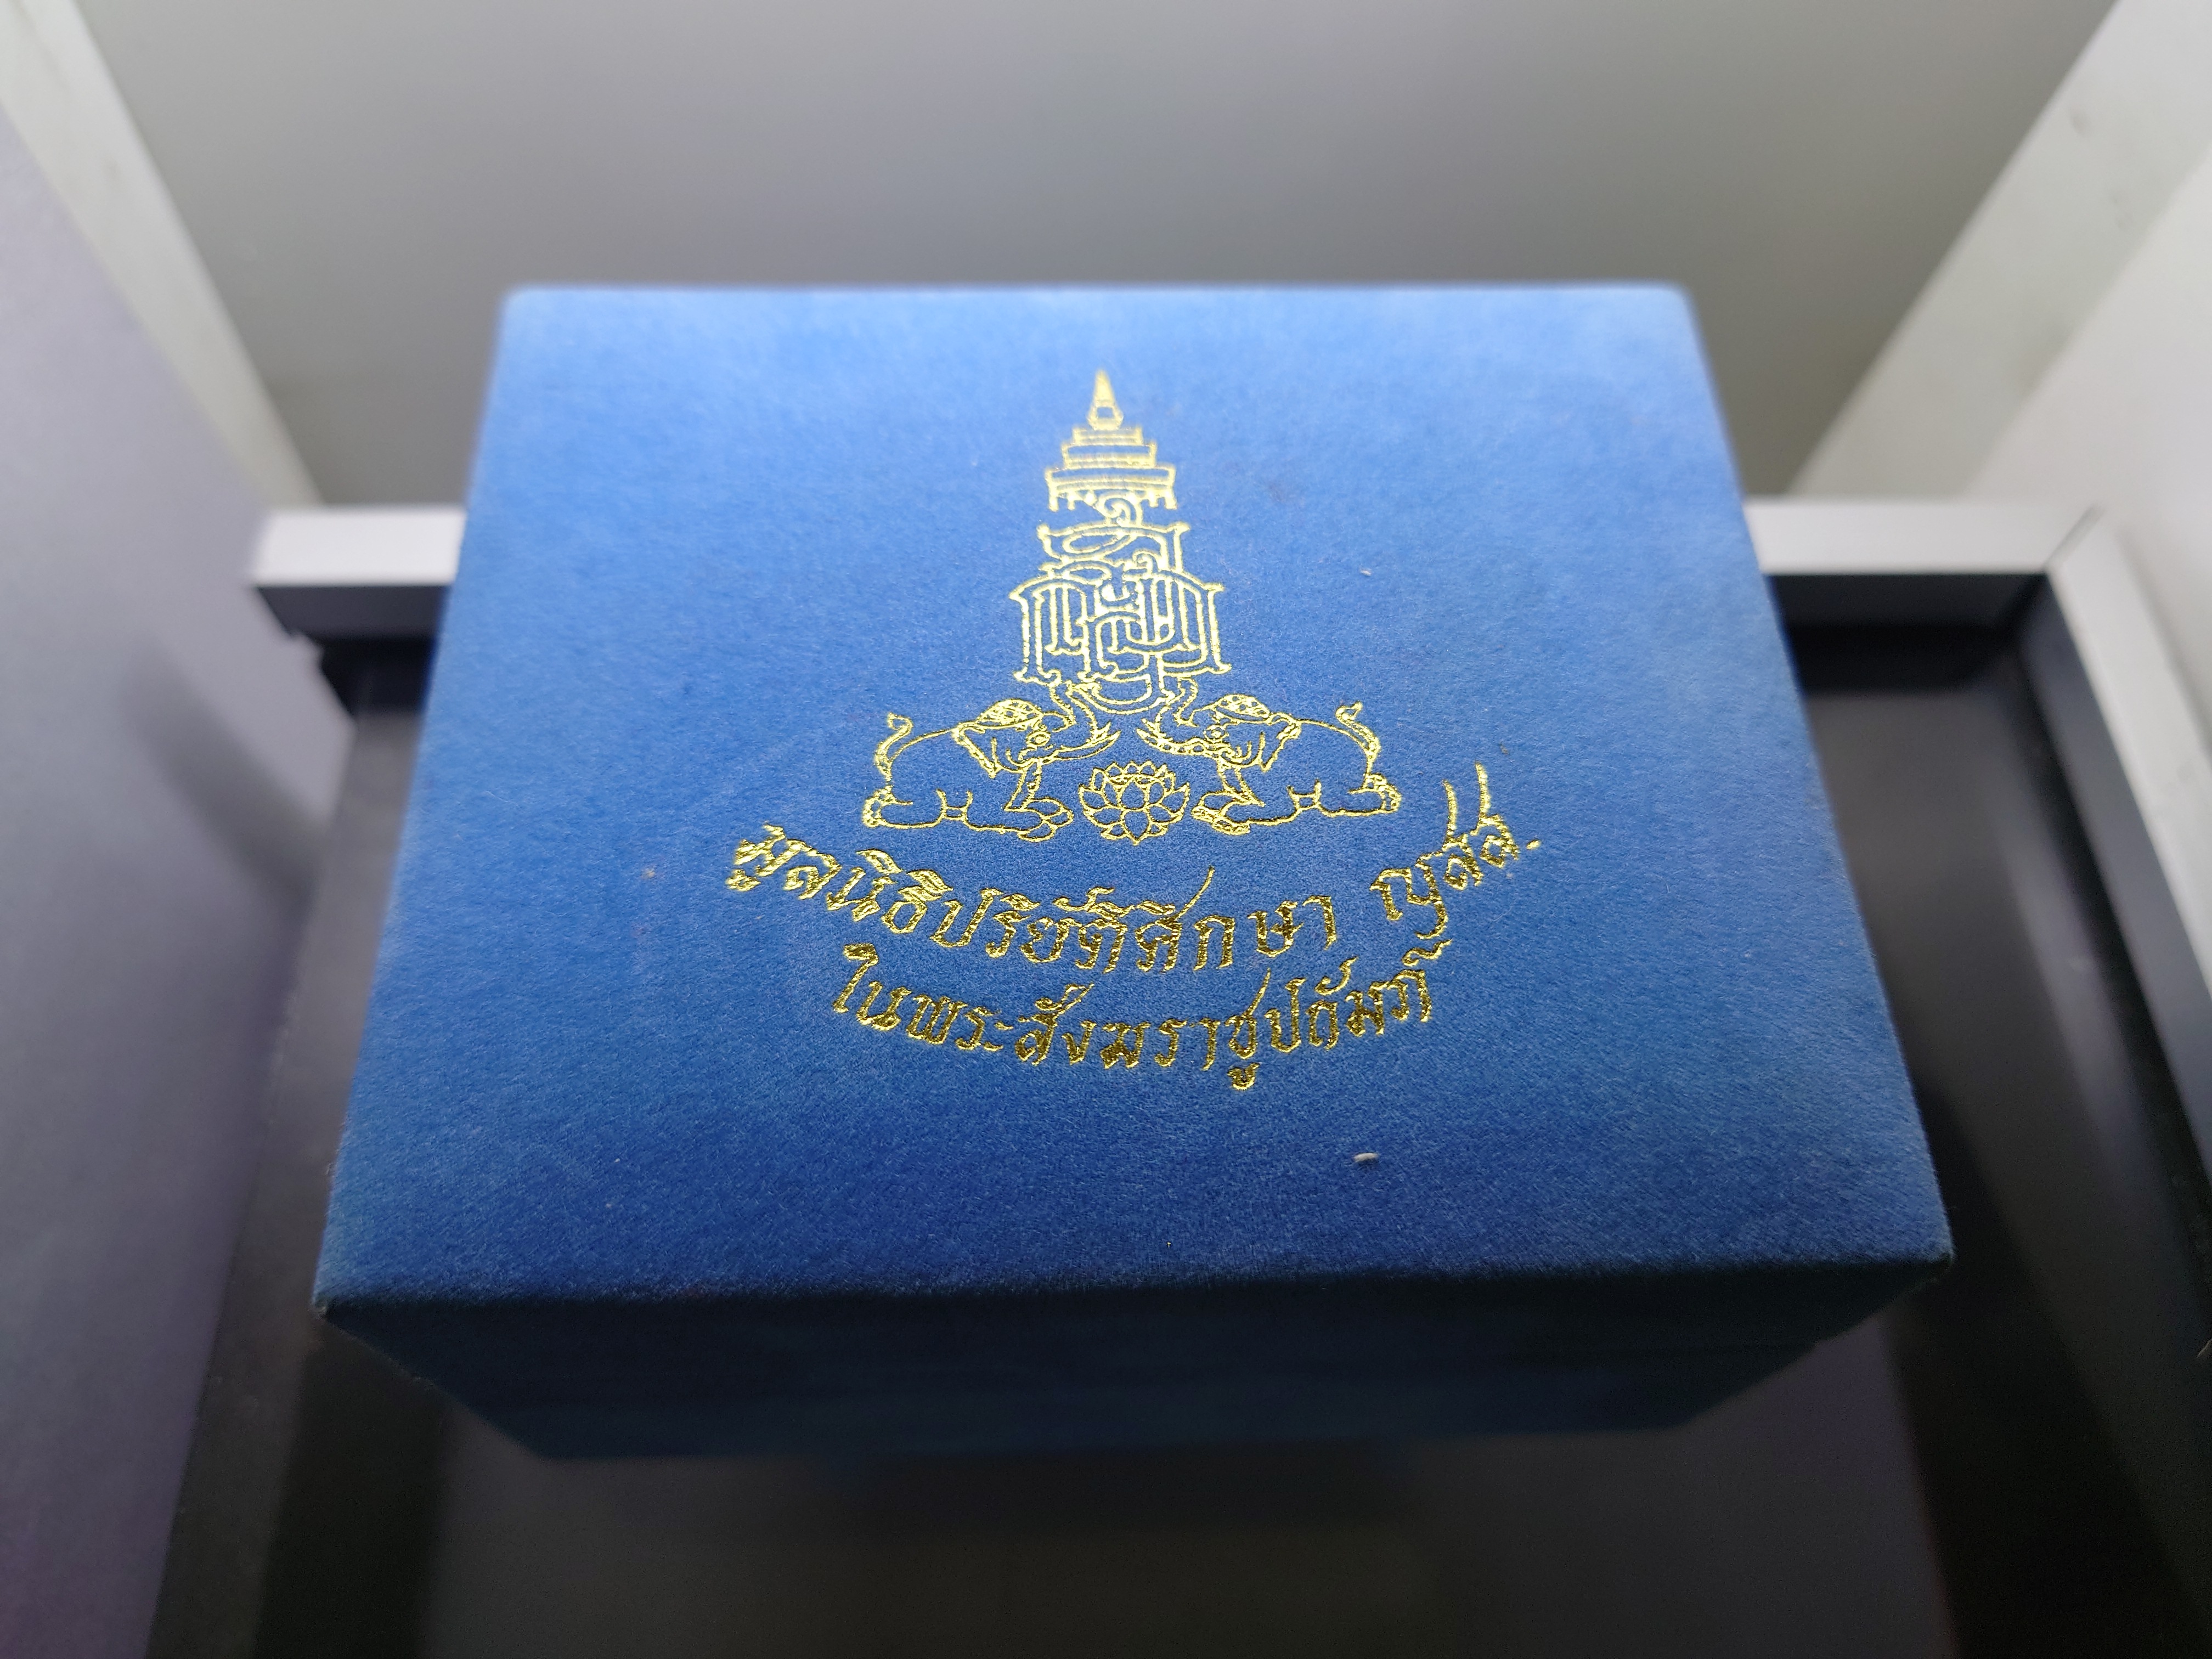 มูลนิธิปริยัติศึกษา ญสส.
ในพระสังฆราชูปถัมภ์